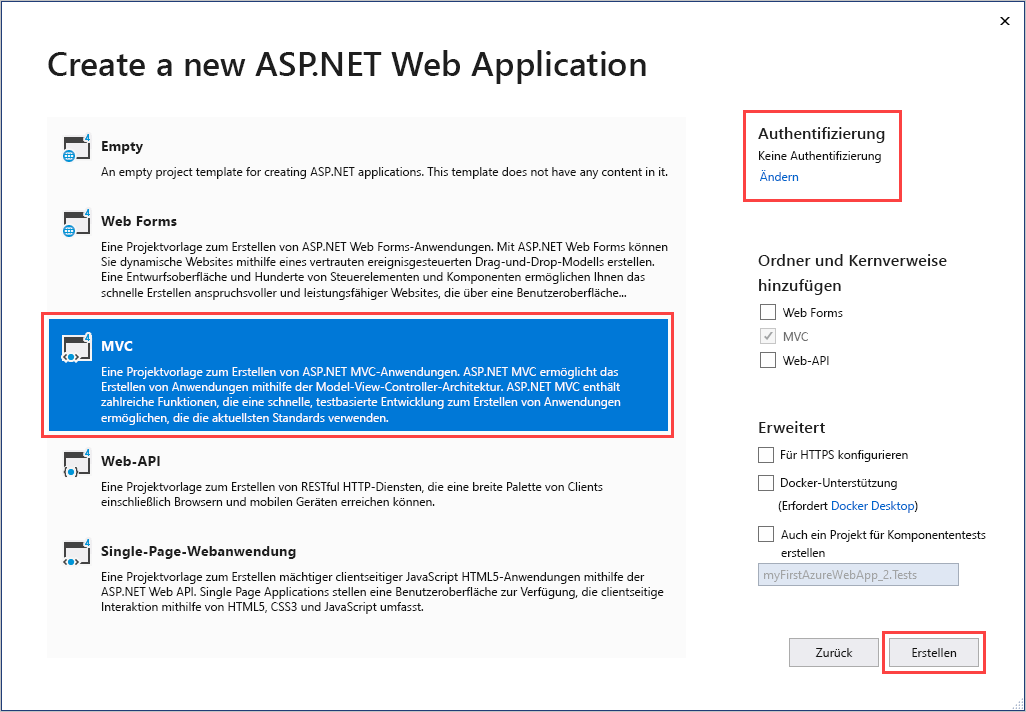 Create a new ASP.NET Web Application
Empty
An empty project template for creating ASP.NET applications. This template does not have any content in it.
Web Forms
Eine Projektvorlage zum Erstellen von ASP.NET Web Forms-Anwendungen. Mit ASP.NET Web Forms können
Sie dynamische Websites mithilfe eines vertrauten ereignisgesteuerten Drag-und-Drop-Modells erstellen.
Eine Entwurfsoberfläche und Hunderte von Steuerelementen und Komponenten ermöglichen Ihnen das
schnelle Erstellen anspruchsvoller und leistungsfähiger Websites, die über eine Benutzeroberfläche...
MVC
Eine Projektvorlage zum Erstellen von ASP.NET MVC-Anwendungen. ASP.NET MVC ermöglicht das
Erstellen von Anwendungen mithilfe der Model-View-Controller-Architektur. ASP.NET MVC enthält
zahlreiche Funktionen, die eine schnelle, testbasierte Entwicklung zum Erstellen von Anwendungen
ermöglichen, die die aktuellsten Standards verwenden.
Web-API
Eine Projektvorlage zum Erstellen von RESTful HTTP-Diensten, die eine breite Palette von Clients
einschließlich Browsern und mobilen Geräten erreichen können.
Single-Page-Webanwendung
Eine Projektvorlage zum Erstellen mächtiger clientseitiger JavaScript HTML5-Anwendungen mithilfe der
ASP.NET Web API. Single Page Applications stellen eine Benutzeroberfläche zur Verfügung, die clientseitige
Interaktion mithilfe von HTML5, CSS3 und JavaScript umfasst.
Authentifizierung
Keine Authentifizierung
Ändern
Ordner und Kernverweise
hinzufügen
Web Forms
MVC
Web-API
Erweitert
Für HTTPS konfigurieren
Docker-Unterstützung
(Erfordert Docker Desktop)
Auch ein Projekt für Komponententests
erstellen
myFirstAzureWebApp_2.Tests
Zurück
Erstellen